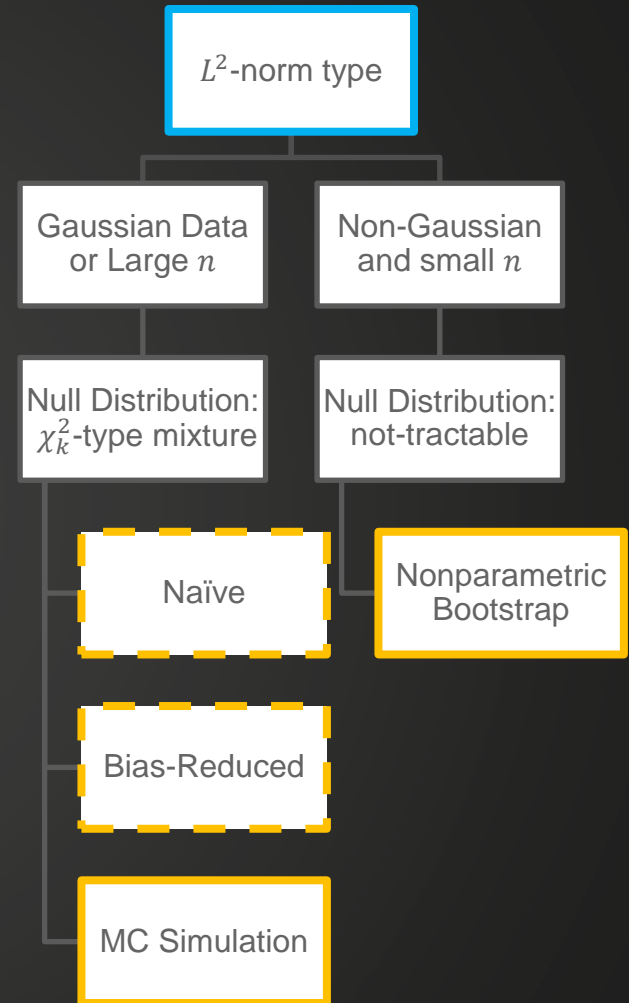 L²-norm type
Gaussian Data
or Large n
Non-Gaussian
and small n
Null Distribution:
χ²ₖ-type mixture
Null Distribution:
not-tractable
Naïve
Nonparametric
Bootstrap
Bias-Reduced
MC Simulation